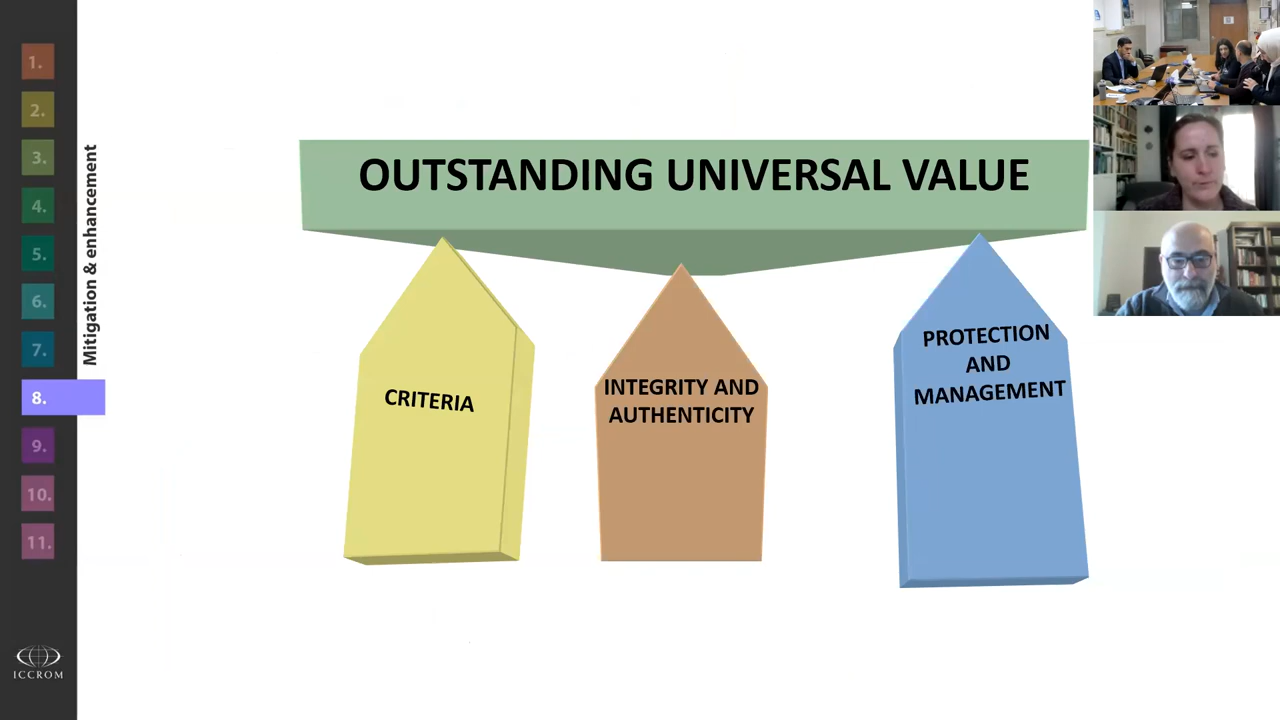 1.
2.
3.
4.
5.
6.
7.
8.
9.
10.
11.
Mitigation & enhancement
ICCROM
OUTSTANDING UNIVERSAL VALUE
CRITERIA
INTEGRITY AND
AUTHENTICITY
PROTECTION
AND
MANAGEMENT